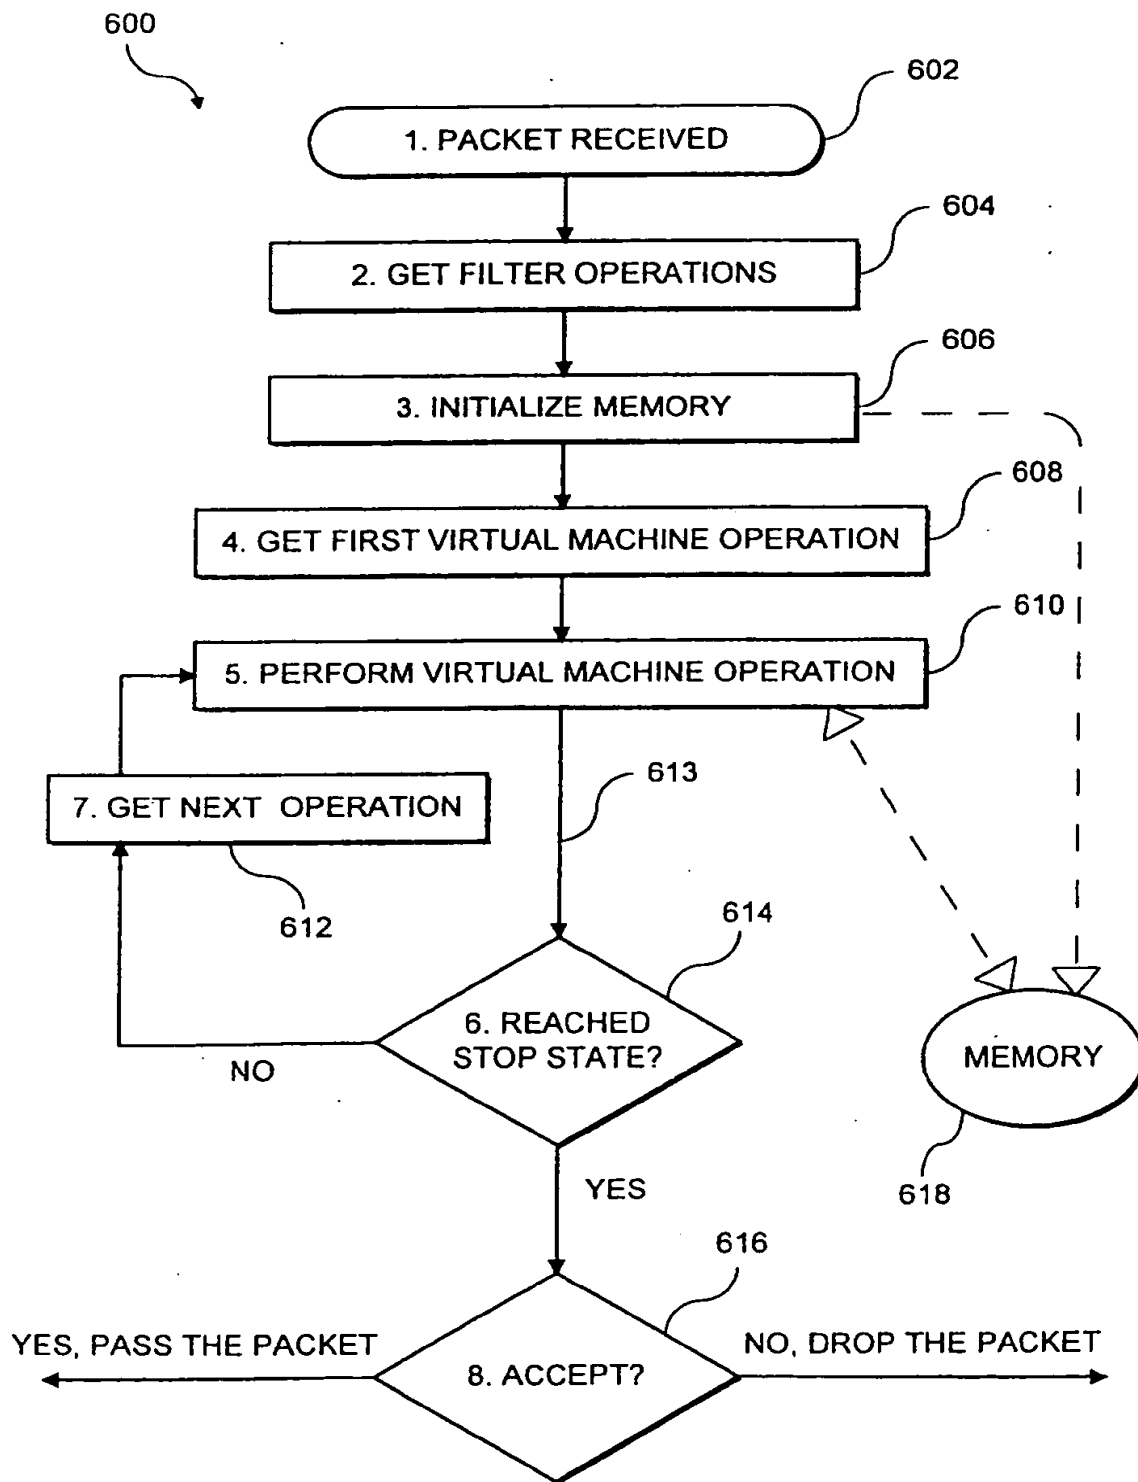 600
602
1. PACKET RECEIVED
604
2. GET FILTER OPERATIONS
606
3. INITIALIZE MEMORY
608
4. GET FIRST VIRTUAL MACHINE OPERATION
610
5. PERFORM VIRTUAL MACHINE OPERATION
613
7. GET NEXT OPERATION
612
614
6. REACHED
STOP STATE?
NO
MEMORY
618
YES
616
YES, PASS THE PACKET
NO, DROP THE PACKET
8. ACCEPT?